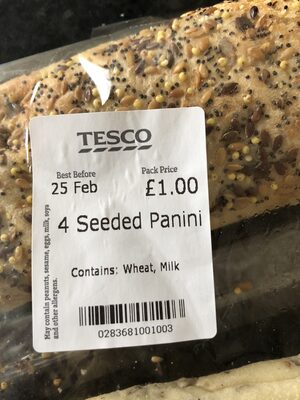 TESCO
Best Before
Pack Price
25 Feb
£1.00
4 Seeded Panini
Contains: Wheat, Milk
0283681001003
May contain peanuts, sesame, eggs, milk, soya
and other allergens.